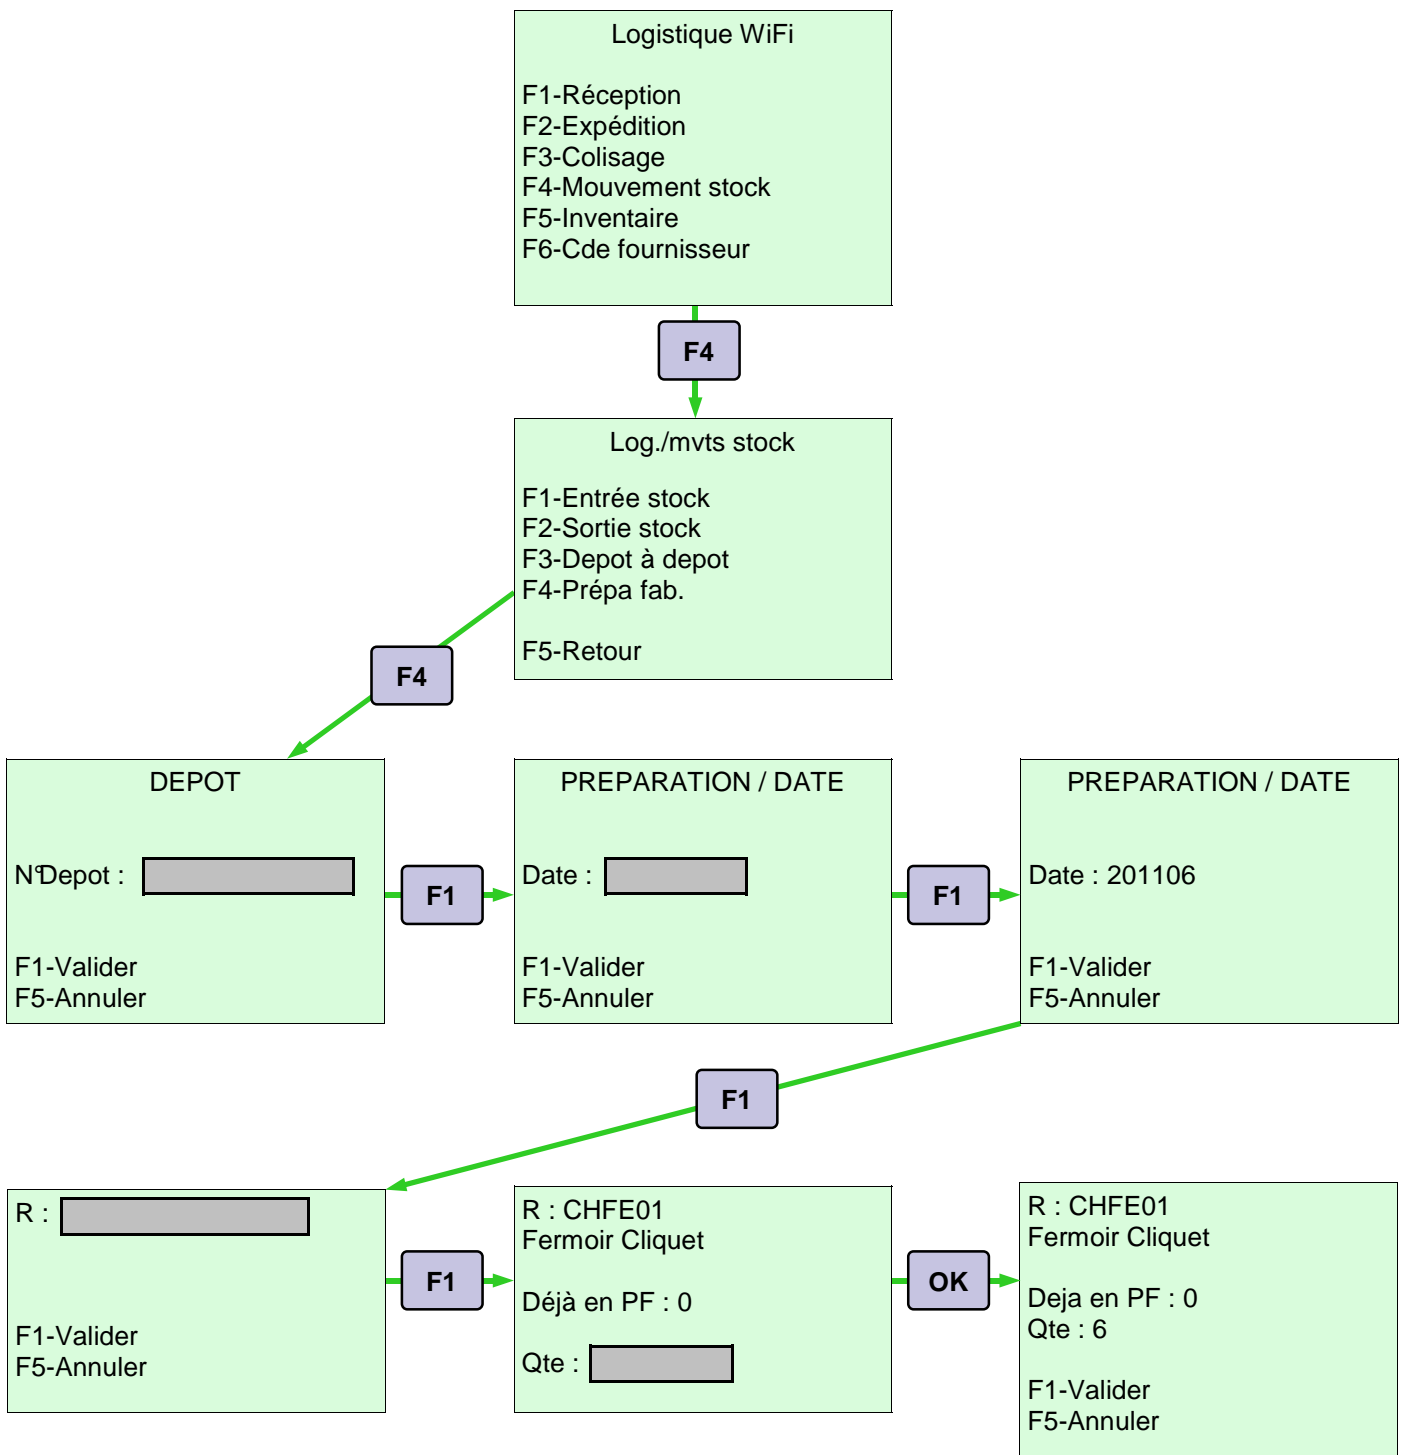 Logistique WiFi
F1-Réception
F2-Expédition
F3-Colisage
F4-Mouvement stock
F5-Inventaire
F6-Cde fournisseur
F4
Log./mvts stock
F1-Entrée stock
F2-Sortie stock
F3-Depot à depot
F4-Prépa fab.
F5-Retour
F4
DEPOT
N°Depot :
F1-Valider
F5-Annuler
F1
PREPARATION / DATE
Date :
F1-Valider
F5-Annuler
F1
PREPARATION / DATE
Date : 201106
F1-Valider
F5-Annuler
F1
R :
F1-Valider
F5-Annuler
F1
R : CHFE01
Fermoir Cliquet
Déjà en PF : 0
Qte :
OK
R : CHFE01
Fermoir Cliquet
Deja en PF : 0
Qte : 6
F1-Valider
F5-Annuler